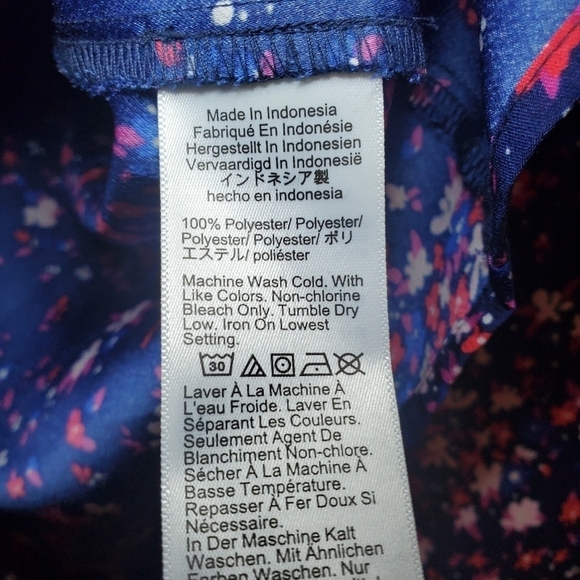 Made In Indonesia
Fabriqué En Indonésie
Hergestellt In Indonesien
Vervaardigd In Indonesië
インドネシア製
hecho en indonesia
100% Polyester/ Polyester/
Polyester/ Polyester/ ポリ
エステル/ poliéster
Machine Wash Cold. With
Like Colors. Non-chlorine
Bleach Only. Tumble Dry
Low. Iron On Lowest
Setting.
30
Laver À La Machine À
L'eau Froide. Laver En
Séparant Les Couleurs.
Seulement Agent De
Blanchiment Non-chlore.
Sécher À La Machine À
Basse Température.
Repasser À Fer Doux Si
Nécessaire.
In Der Maschine Kalt
Waschen. Mit Ähnlichen
Farben Waschen. Nur